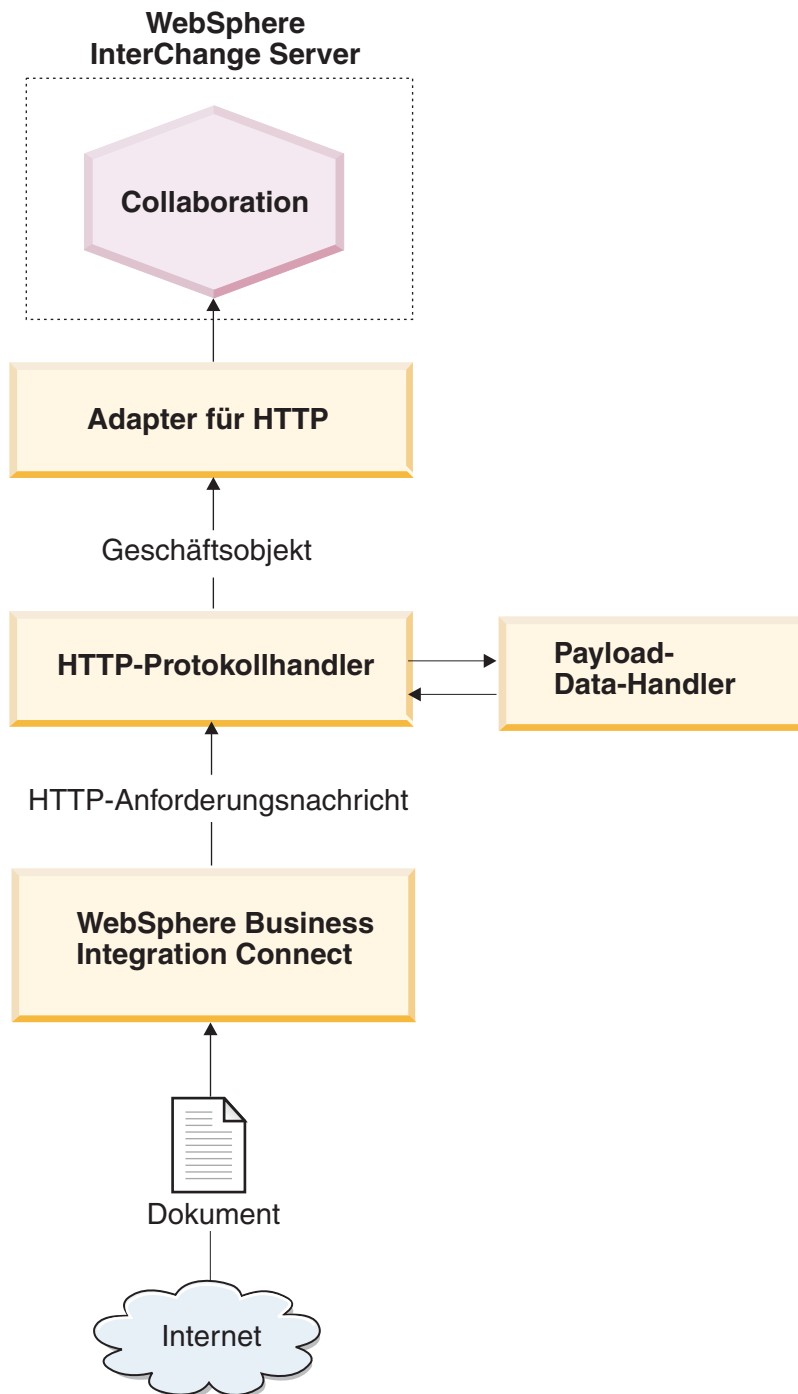 WebSphere
InterChange Server
Collaboration
Adapter für HTTP
Geschäftsobjekt
HTTP-Protokollhandler
Payload-
Data-Handler
HTTP-Anforderungsnachricht
WebSphere Business
Integration Connect
Dokument
Internet